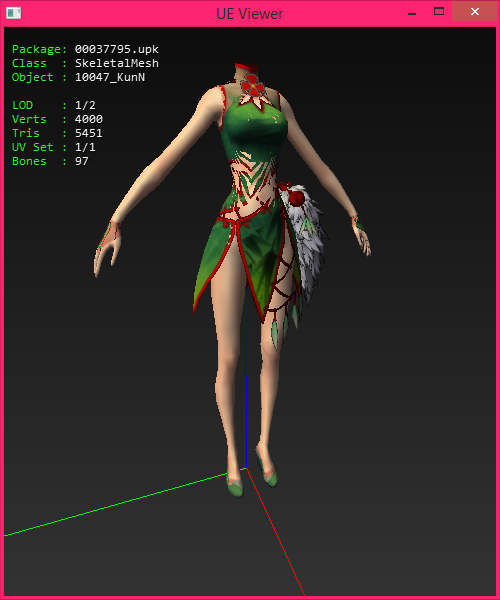 UE Viewer
Package: 00037795.upk
Class  : SkeletalMesh
Object : 10047_KunN
LOD    : 1/2
Verts  : 4000
Tris   : 5451
UV Set : 1/1
Bones  : 97